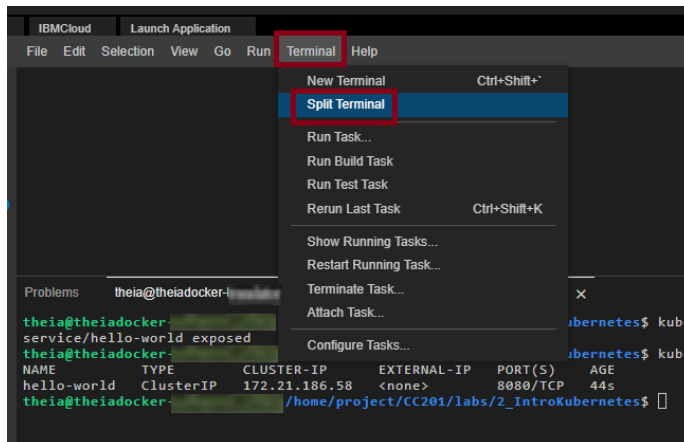 IBMCloud Launch Application
File Edit Selection View Go Run Terminal Help
New Terminal Ctrl+Shift+`
Split Terminal
Run Task...
Run Build Task
Run Test Task
Rerun Last Task Ctrl+Shift+K
Show Running Tasks...
Restart Running Task...
Terminate Task...
Attach Task...
Configure Tasks...
Problems theia@theiadocker- ×
theia@theiadocker- ubernetes$ kub
service/hello-world exposed
theia@theiadocker- ubernetes$ kub
NAME TYPE CLUSTER-IP EXTERNAL-IP PORT(S) AGE
hello-world ClusterIP 172.21.186.58 <none> 8080/TCP 44s
theia@theiadocker- /home/project/CC201/labs/2_IntroKubernetes$